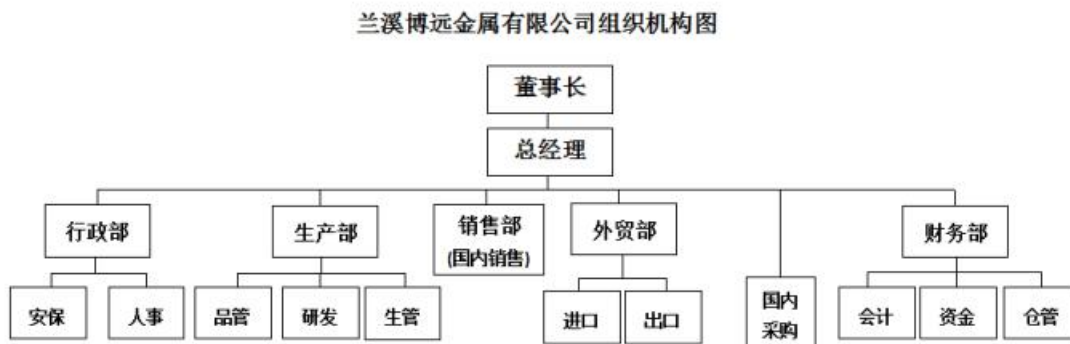 兰溪博远金属有限公司组织机构图
董事长
总经理
行政部
生产部
销售部
(国内销售)
外贸部
财务部
安保
人事
品管
研发
生管
进口
出口
国内
采购
会计
资金
仓管